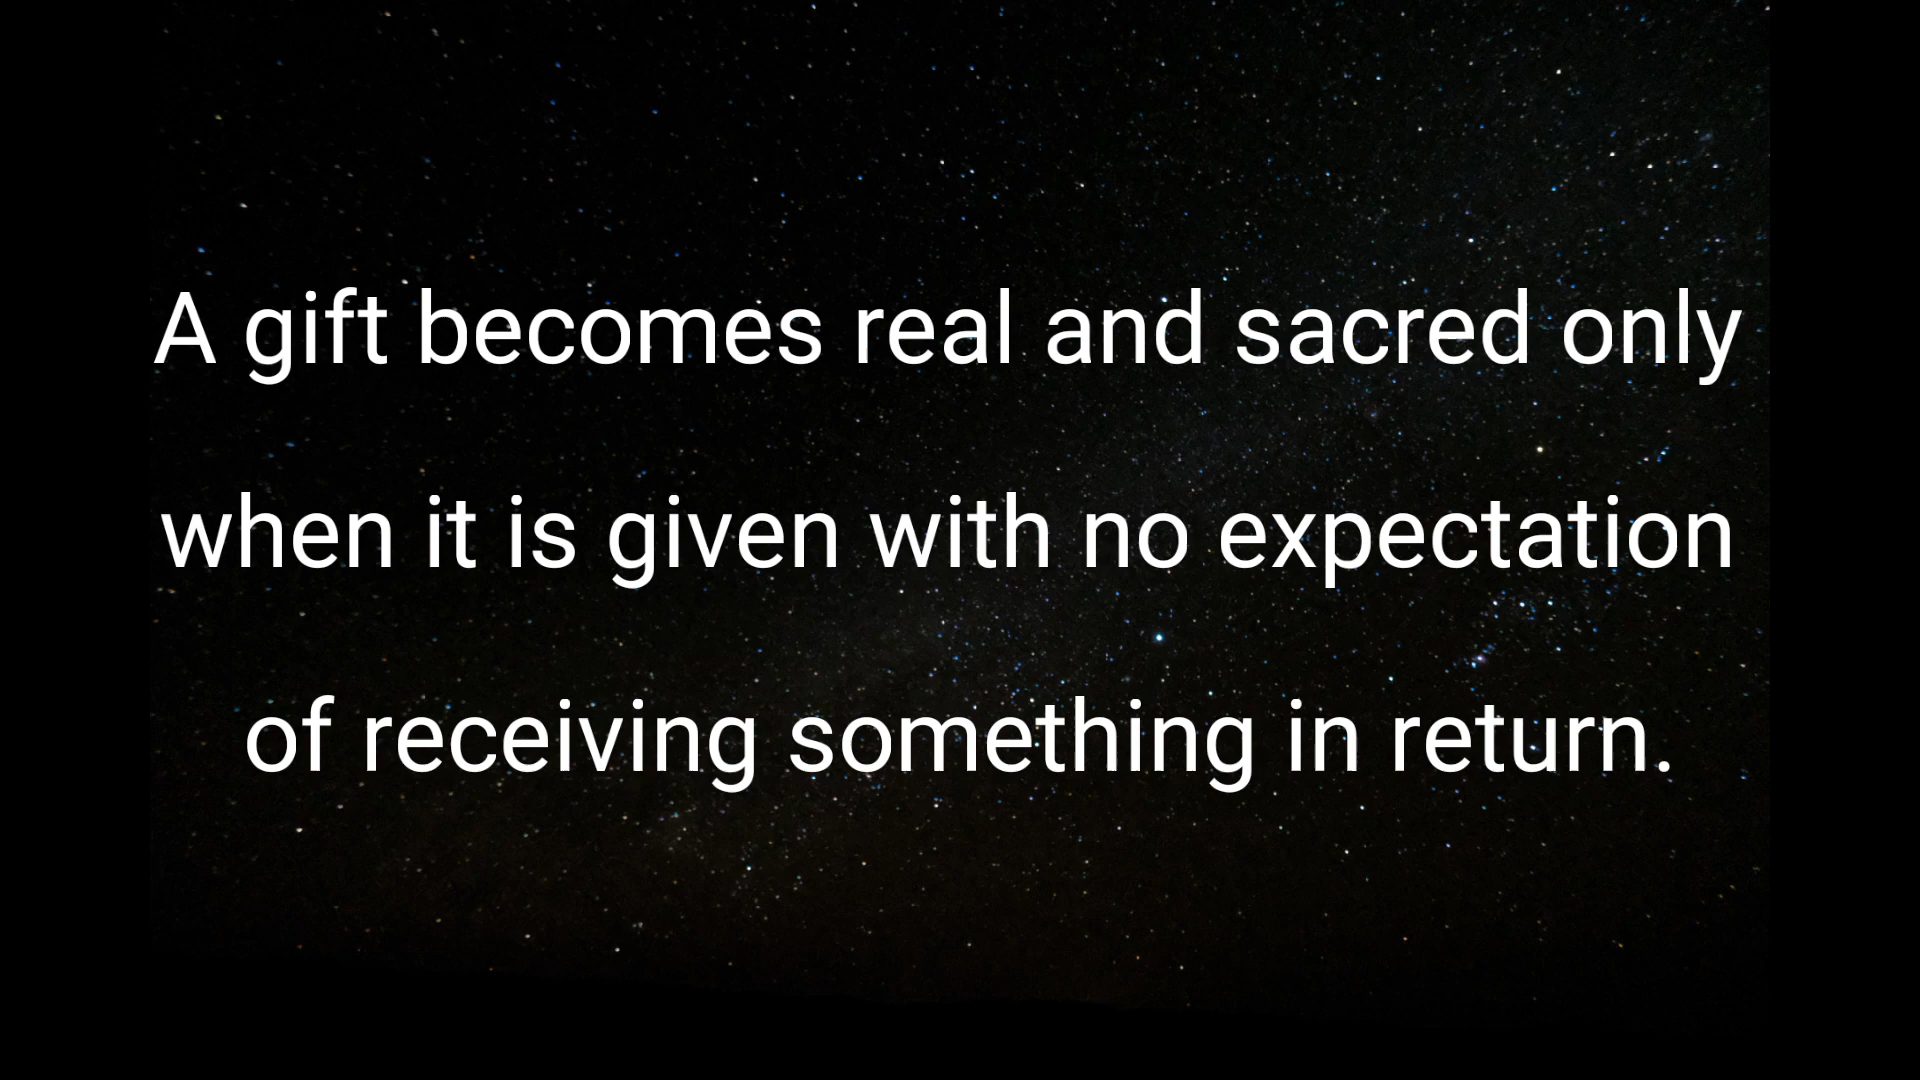 A gift becomes real and sacred only
when it is given with no expectation
of receiving something in return.